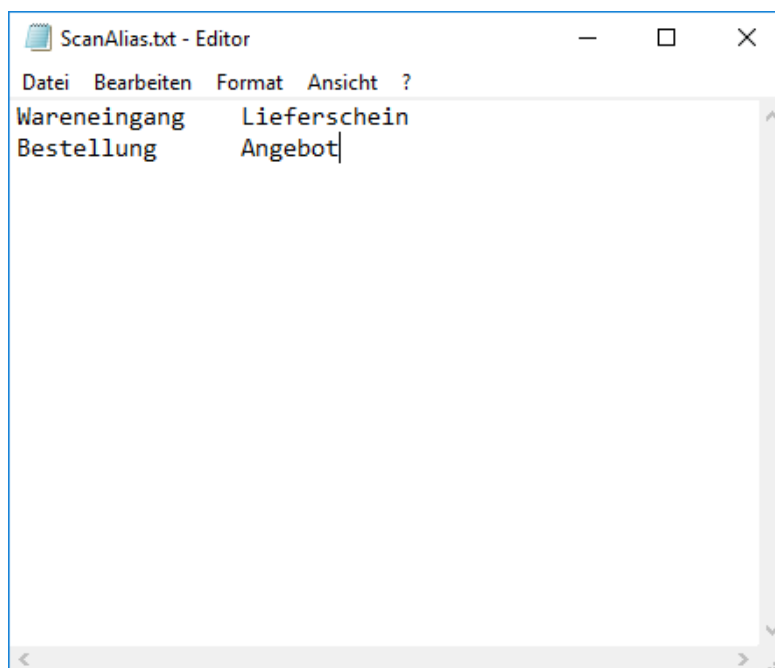 ScanAlias.txt - Editor
Datei Bearbeiten Format Ansicht ?
Wareneingang Lieferschein
Bestellung Angebot